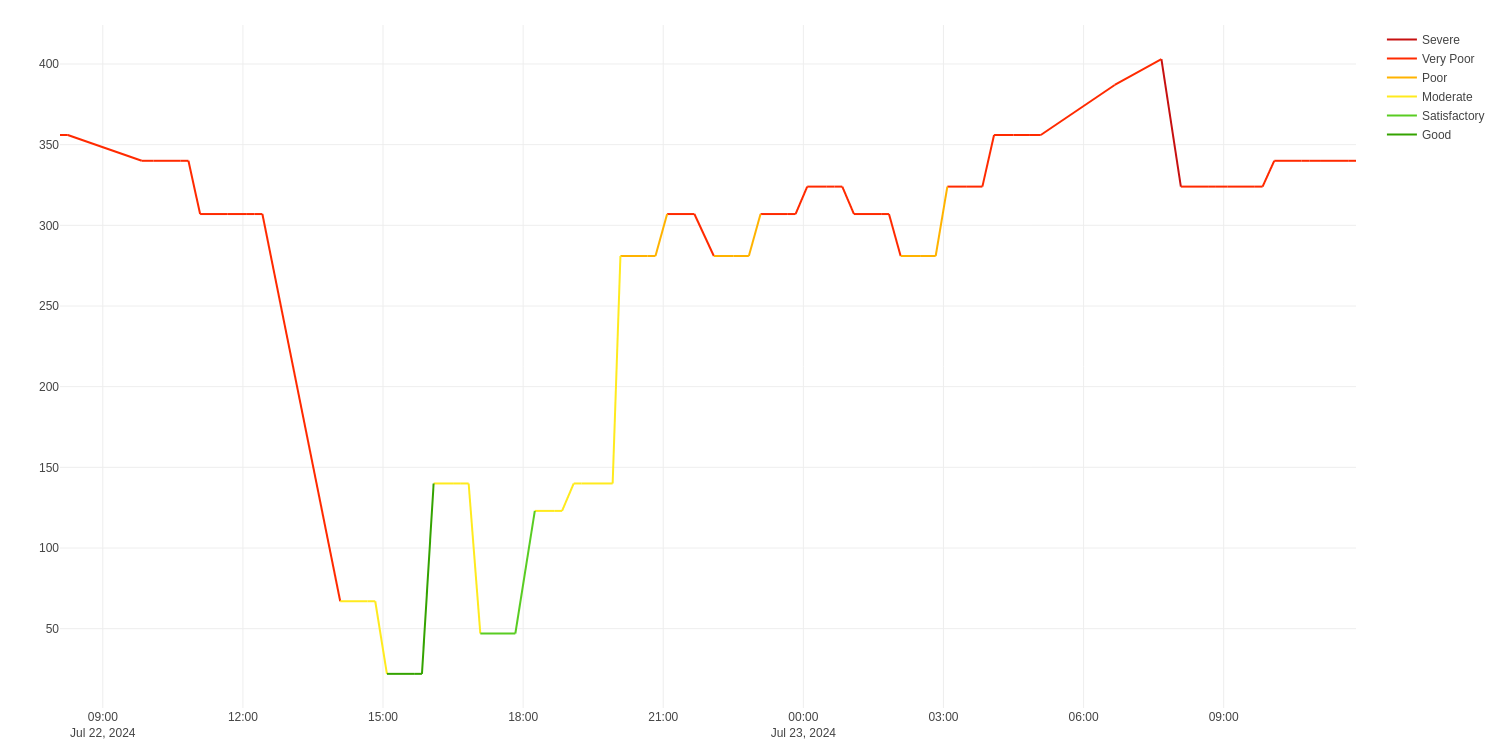 400
350
300
250
200
150
100
50
09:00
12:00
15:00
18:00
21:00
00:00
03:00
06:00
09:00
Jul 22, 2024
Jul 23, 2024
Severe
Very Poor
Poor
Moderate
Satisfactory
Good